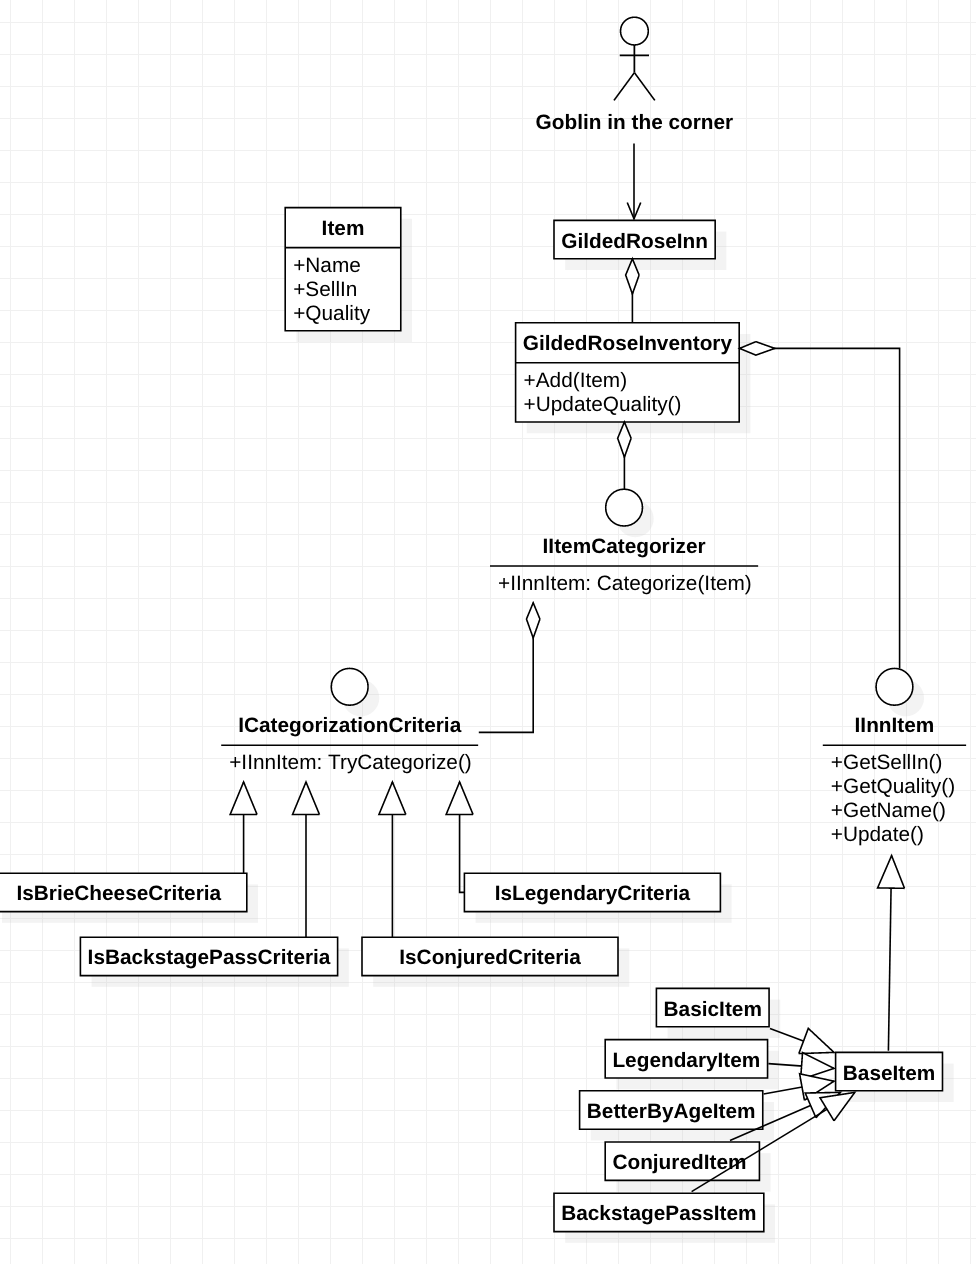 Goblin in the corner
Item
+Name
+SellIn
+Quality
GildedRoseInn
GildedRoseInventory
+Add(Item)
+UpdateQuality()
IItemCategorizer
+IInnItem: Categorize(Item)
ICategorizationCriteria
+IInnItem: TryCategorize()
IInnItem
+GetSellIn()
+GetQuality()
+GetName()
+Update()
IsBrieCheeseCriteria
IsLegendaryCriteria
IsBackstagePassCriteria
IsConjuredCriteria
BasicItem
LegendaryItem
BaseItem
BetterByAgeItem
ConjuredItem
BackstagePassItem